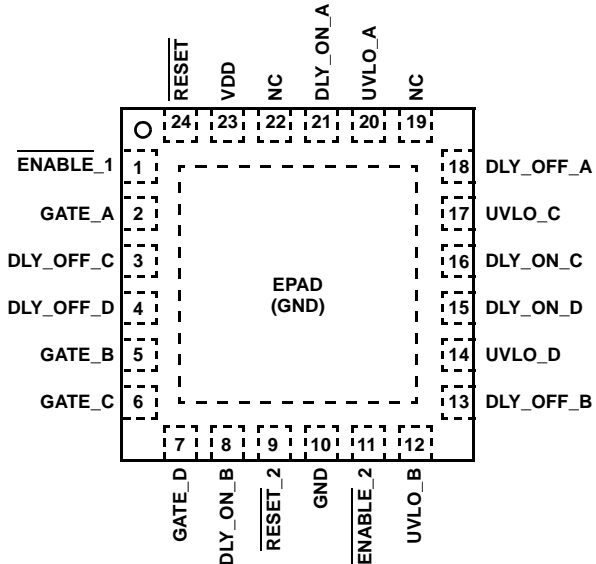 RESET
VDD
NC
DLY_ON_A
UVLO_A
NC
24 23 22 21 20 19
ENABLE_1 1
18 DLY_OFF_A
GATE_A 2
17 UVLO_C
DLY_OFF_C 3
16 DLY_ON_C
EPAD
(GND)
DLY_OFF_D 4
15 DLY_ON_D
GATE_B 5
14 UVLO_D
GATE_C 6
13 DLY_OFF_B
7 8 9 10 11 12
GATE_D
DLY_ON_B
RESET_2
GND
ENABLE_2
UVLO_B